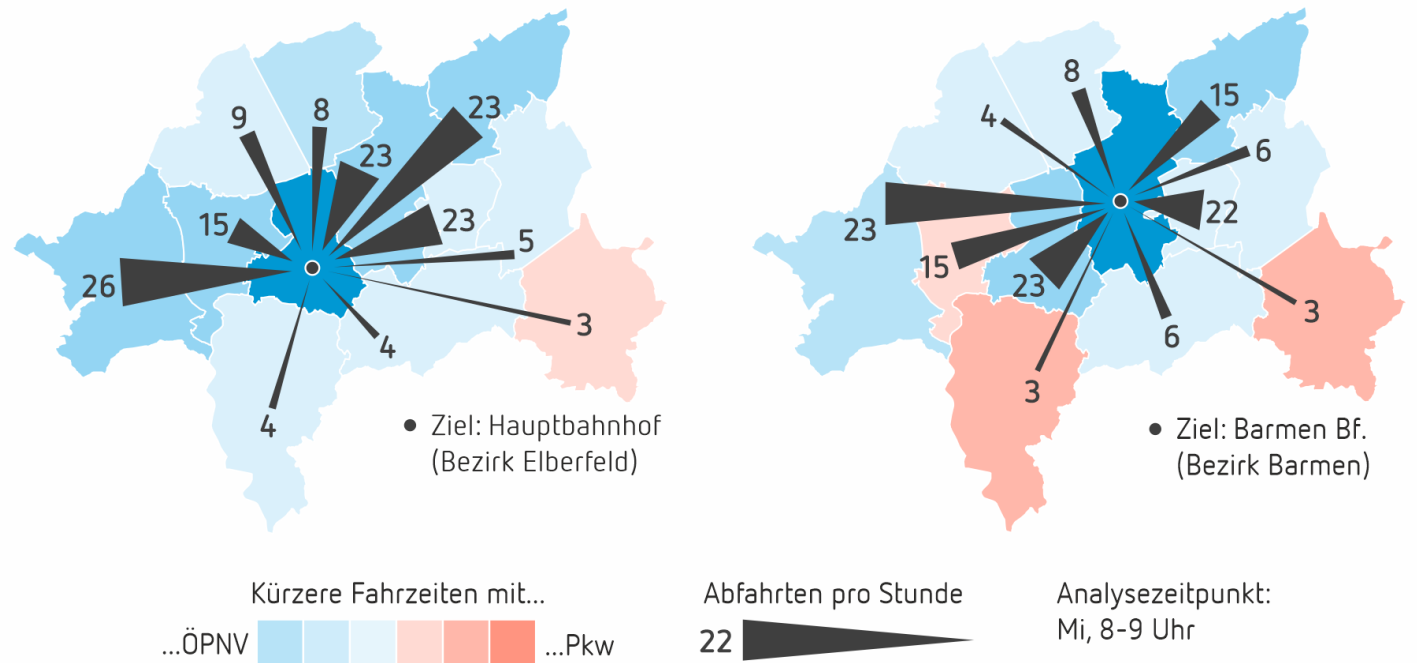 9
8
23
23
15
23
5
26
3
4
4
● Ziel: Hauptbahnhof
(Bezirk Elberfeld)
8
15
4
6
23
22
15
23
3
6
3
● Ziel: Barmen Bf.
(Bezirk Barmen)
Kürzere Fahrzeiten mit...
...ÖPNV ...Pkw
Abfahrten pro Stunde
22
Analysezeitpunkt:
Mi, 8-9 Uhr